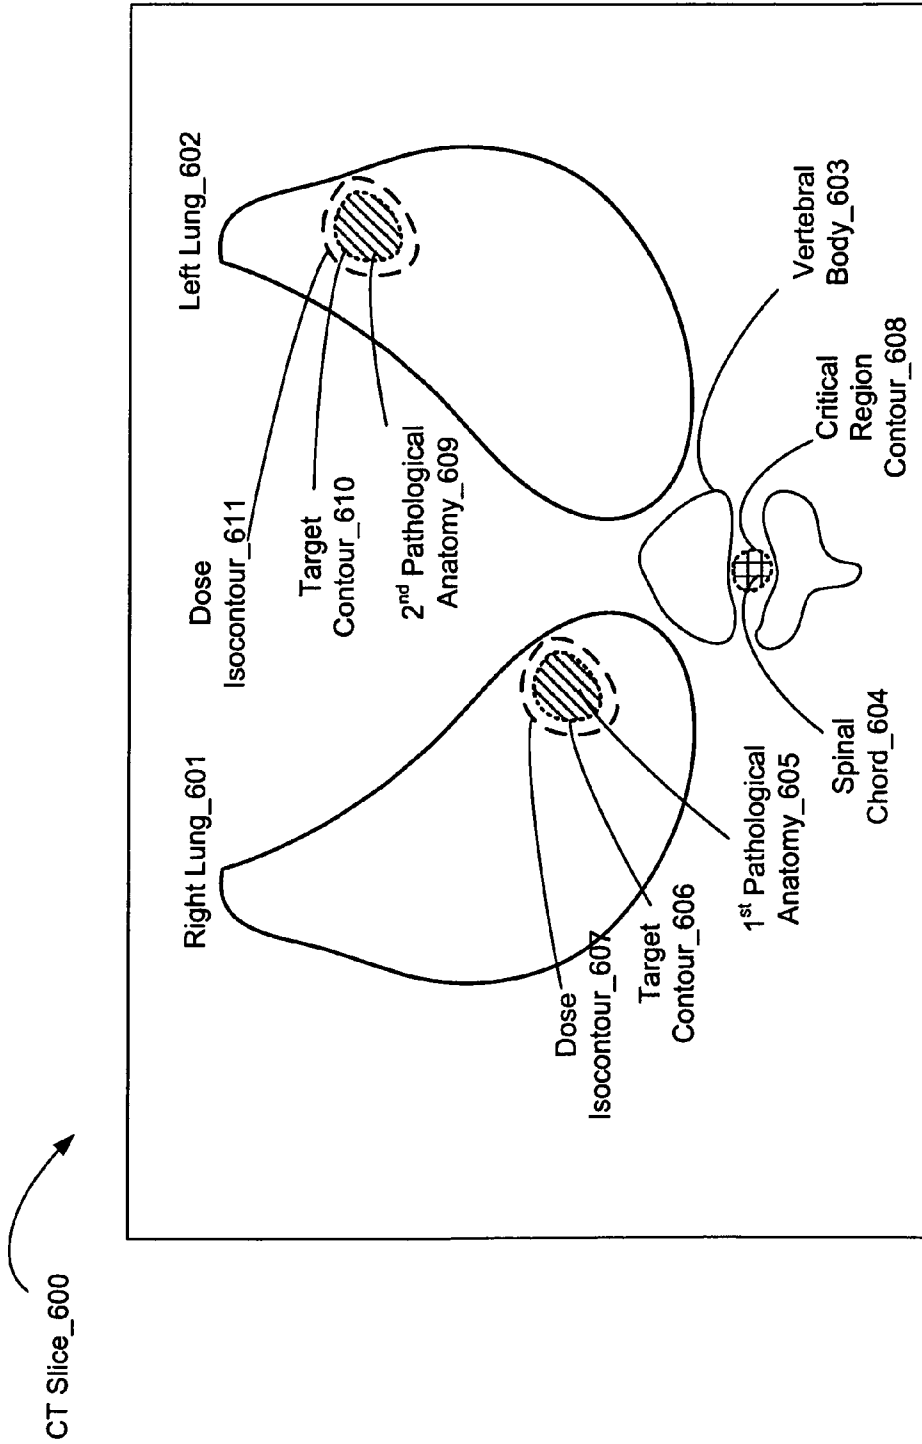 CT Slice_600
Right Lung_601
Left Lung_602
Dose
Isocontour_611
Target
Contour_610
2nd Pathological
Anatomy_609
Dose
Isocontour_607
Target
Contour_606
1st Pathological
Anatomy_605
Spinal
Chord_604
Critical
Region
Contour_608
Vertebral
Body_603